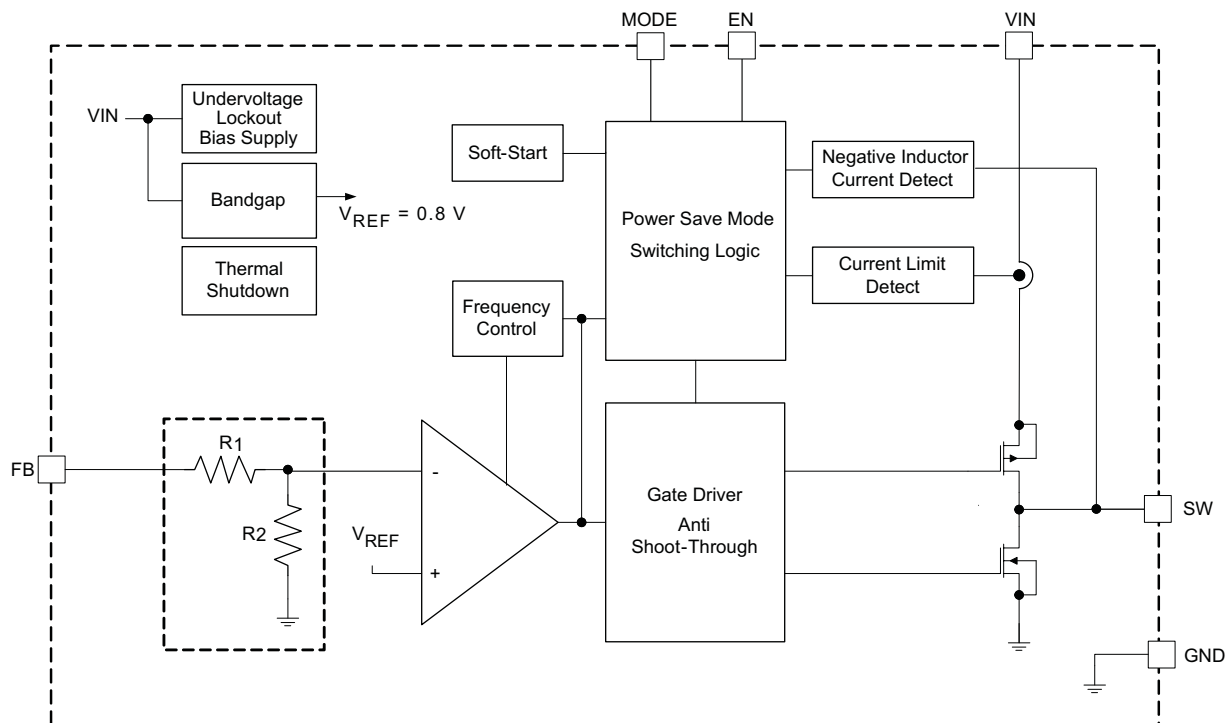 MODE
EN
VIN
VIN
Undervoltage
Lockout
Bias Supply
Soft-Start
Negative Inductor
Current Detect
Bandgap
VREF = 0.8 V
Power Save Mode
Switching Logic
Thermal
Shutdown
Current Limit
Detect
Frequency
Control
FB
R1
-
R2
VREF
+
Gate Driver
Anti
Shoot-Through
SW
GND